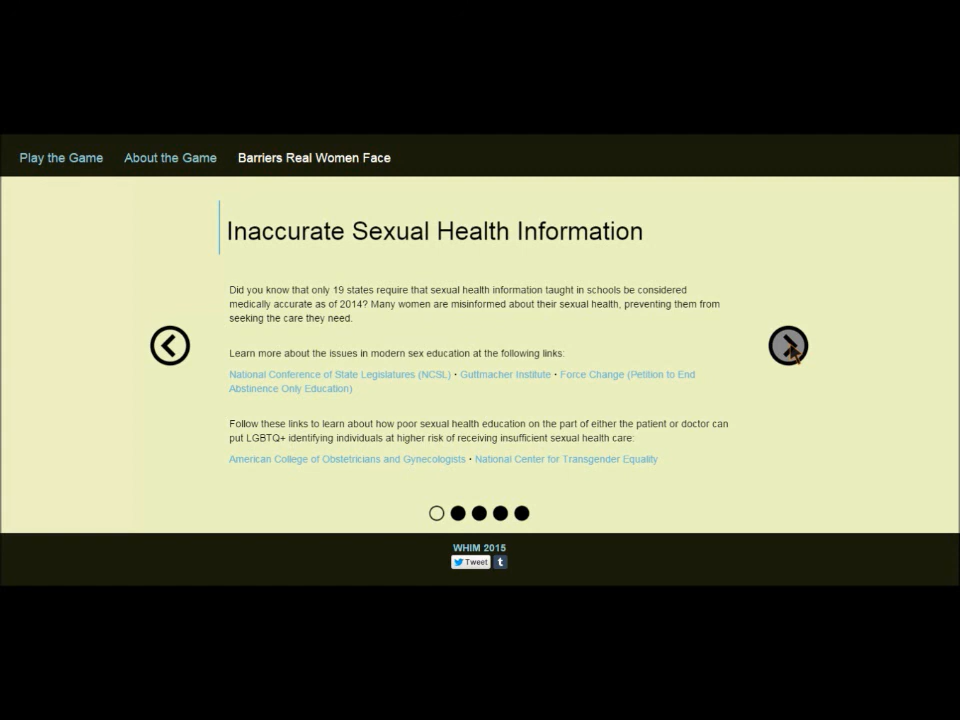 Play the Game About the Game Barriers Real Women Face
Inaccurate Sexual Health Information
Did you know that only 19 states require that sexual health information taught in schools be considered
medically accurate as of 2014? Many women are misinformed about their sexual health, preventing them from
seeking the care they need.
Learn more about the issues in modern sex education at the following links:
National Conference of State Legislatures (NCSL) · Guttmacher Institute · Force Change (Petition to End
Abstinence Only Education)
Follow these links to learn about how poor sexual health education on the part of either the patient or doctor can
put LGBTQ+ identifying individuals at higher risk of receiving insufficient sexual health care:
American College of Obstetricians and Gynecologists · National Center for Transgender Equality
WHIM 2015
Tweet t